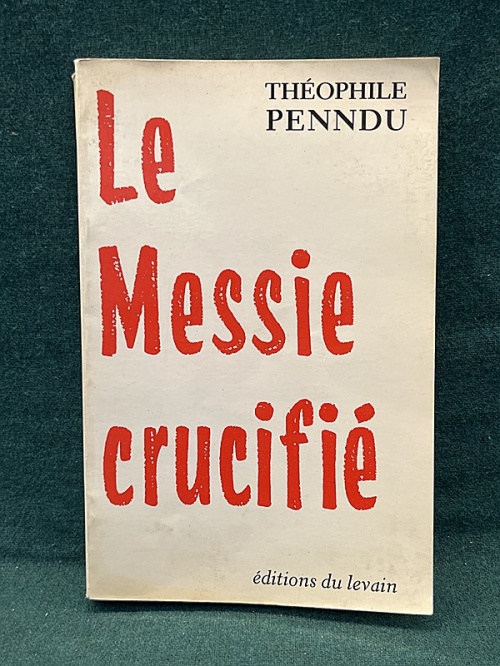 THÉOPHILE
PENNDU
Le
Messie
crucifié
éditions du levain